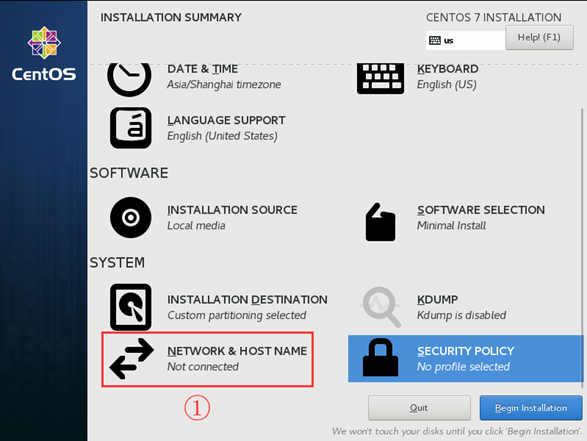 INSTALLATION SUMMARY
CENTOS 7 INSTALLATION
us
Help! (F1)
CentOS
DATE & TIME
Asia/Shanghai timezone
KEYBOARD
English (US)
LANGUAGE SUPPORT
English (United States)
SOFTWARE
INSTALLATION SOURCE
Local media
SOFTWARE SELECTION
Minimal Install
SYSTEM
INSTALLATION DESTINATION
Custom partitioning selected
KDUMP
Kdump is disabled
NETWORK & HOST NAME
Not connected
SECURITY POLICY
No profile selected
①
Quit
Begin Installation
We won't touch your disks until you click 'Begin Installation'.